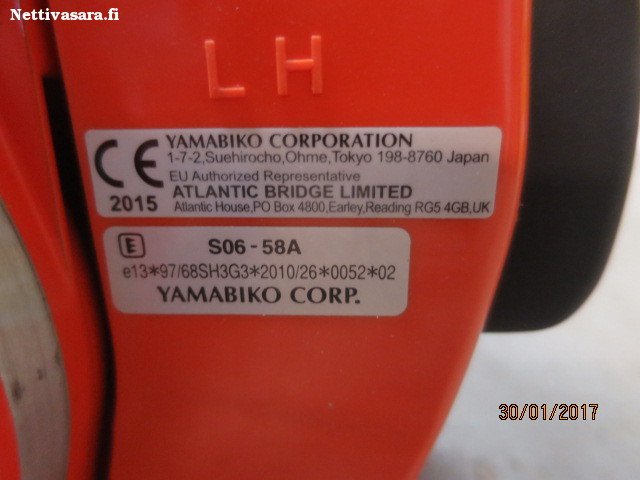 Nettivasara.fi
L H
CE YAMABIKO CORPORATION
1-7-2,Suehirocho,Ohme,Tokyo 198-8760 Japan
EU Authorized Representative
ATLANTIC BRIDGE LIMITED
2015 Atlantic House,PO Box 4800,Earley,Reading RG5 4GB,UK
E S06-58A
e13*97/68SH3G3*2010/26*0052*02
YAMABIKO CORP.
30/01/2017